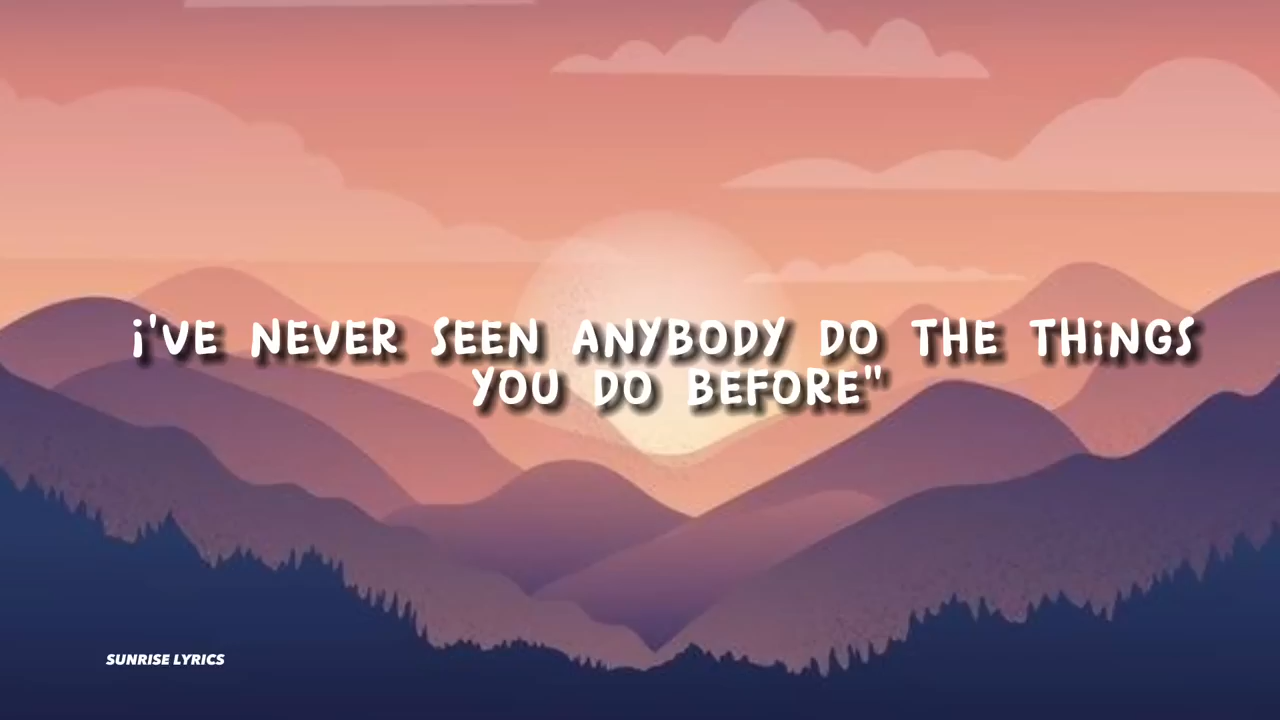 i'VE NEVER SEEN ANYBODY DO THE THiNGS
YOU DO BEFORE"
SUNRISE LYRICS